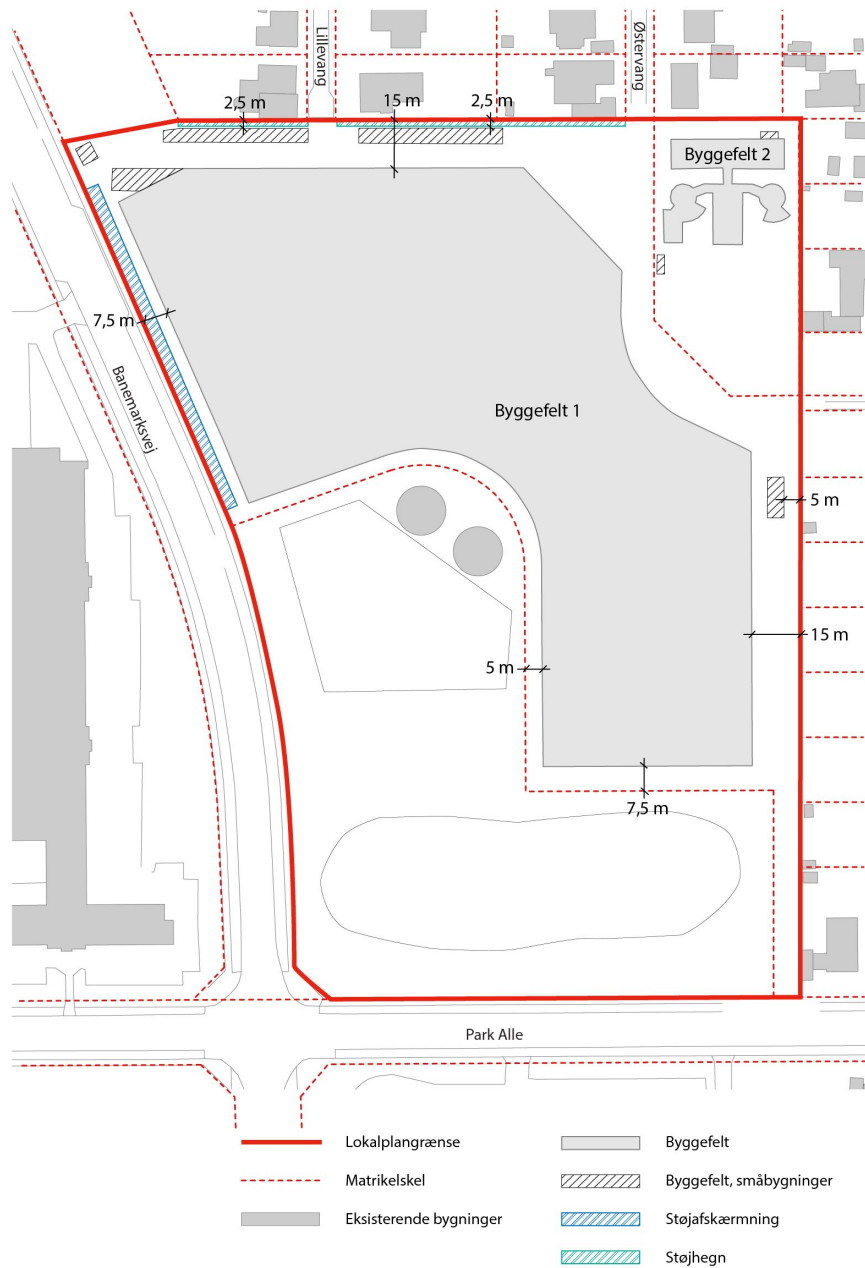 Lillevang
Østervang
2,5 m
15 m
2,5 m
Byggefelt 2
7,5 m
Banemarksvej
Byggefelt 1
5 m
15 m
5 m
7,5 m
Park Alle
Lokalplangrænse
Matrikelskel
Eksisterende bygninger
Byggefelt
Byggefelt, småbygninger
Støjafskærmning
Støjhegn